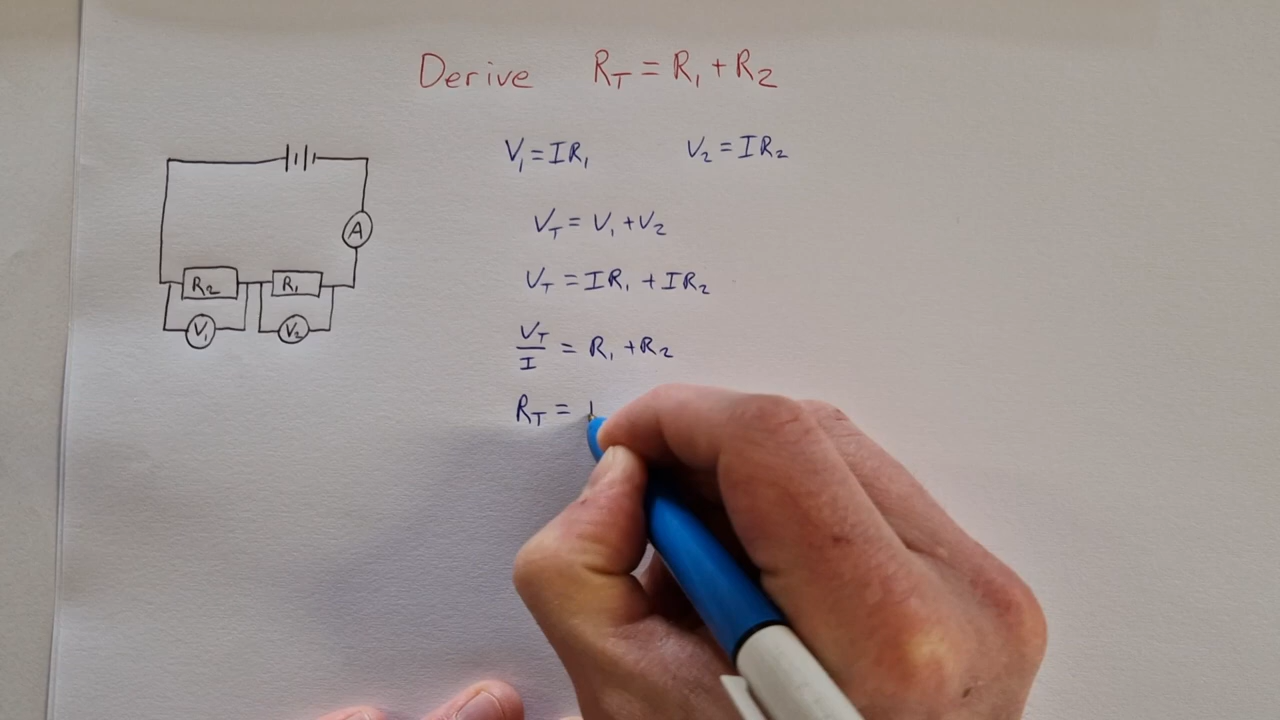 Derive R_T = R_1 + R_2
V_1 = IR_1 V_2 = IR_2
V_T = V_1 + V_2
V_T = IR_1 + IR_2
V_T/I = R_1 + R_2
R_T =
A
R_2 R_1
V_1 V_2